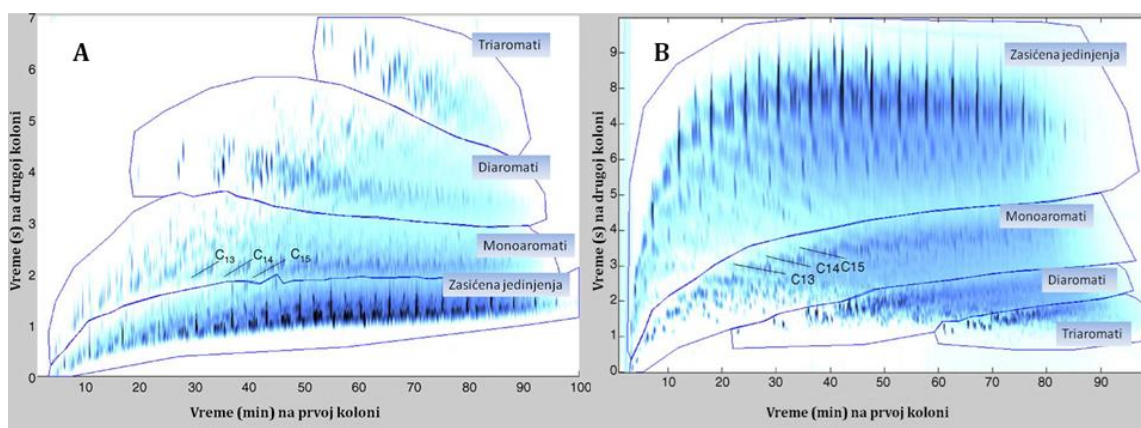 A
Triaromati
Diaromati
Monoaromati
Zasićena jedinjenja
C13 C14 C15
7
6
5
4
3
2
1
0
10 20 30 40 50 60 70 80 90 100
Vreme (s) na drugoj koloni
Vreme (min) na prvoj koloni
B
Zasićena jedinjenja
Monoaromati
Diaromati
Triaromati
C13 C14 C15
9
8
4
5
3
2
1
0
10 20 30 40 50 60 70 80 90
Vreme (s) na drugoj koloni
Vreme (min) na prvoj koloni